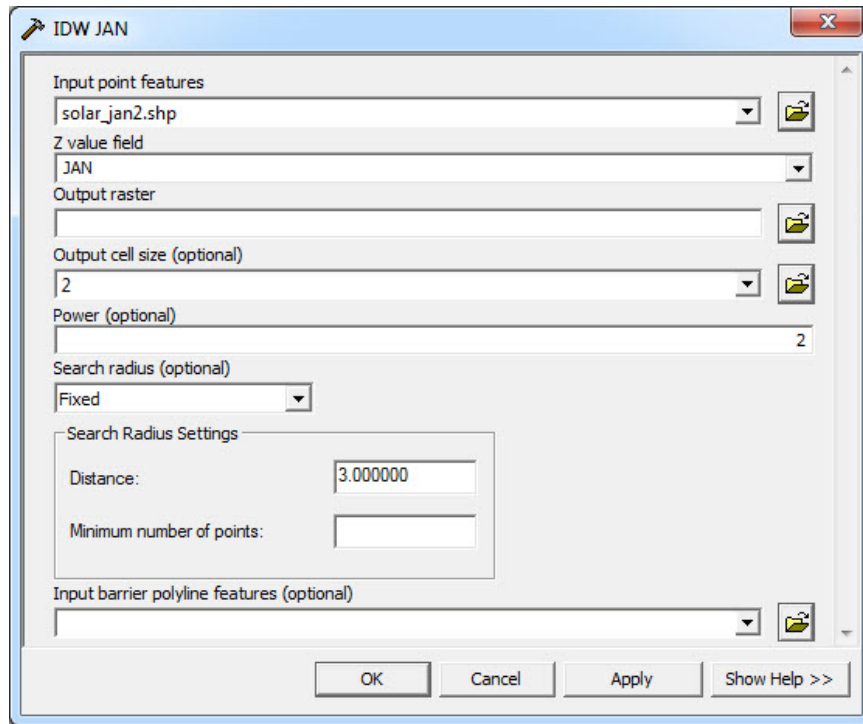 IDW JAN
Input point features
solar_jan2.shp
Z value field
JAN
Output raster
Output cell size (optional)
2
Power (optional)
2
Search radius (optional)
Fixed
Search Radius Settings
Distance:
3.000000
Minimum number of points:
Input barrier polyline features (optional)
OK
Cancel
Apply
Show Help >>